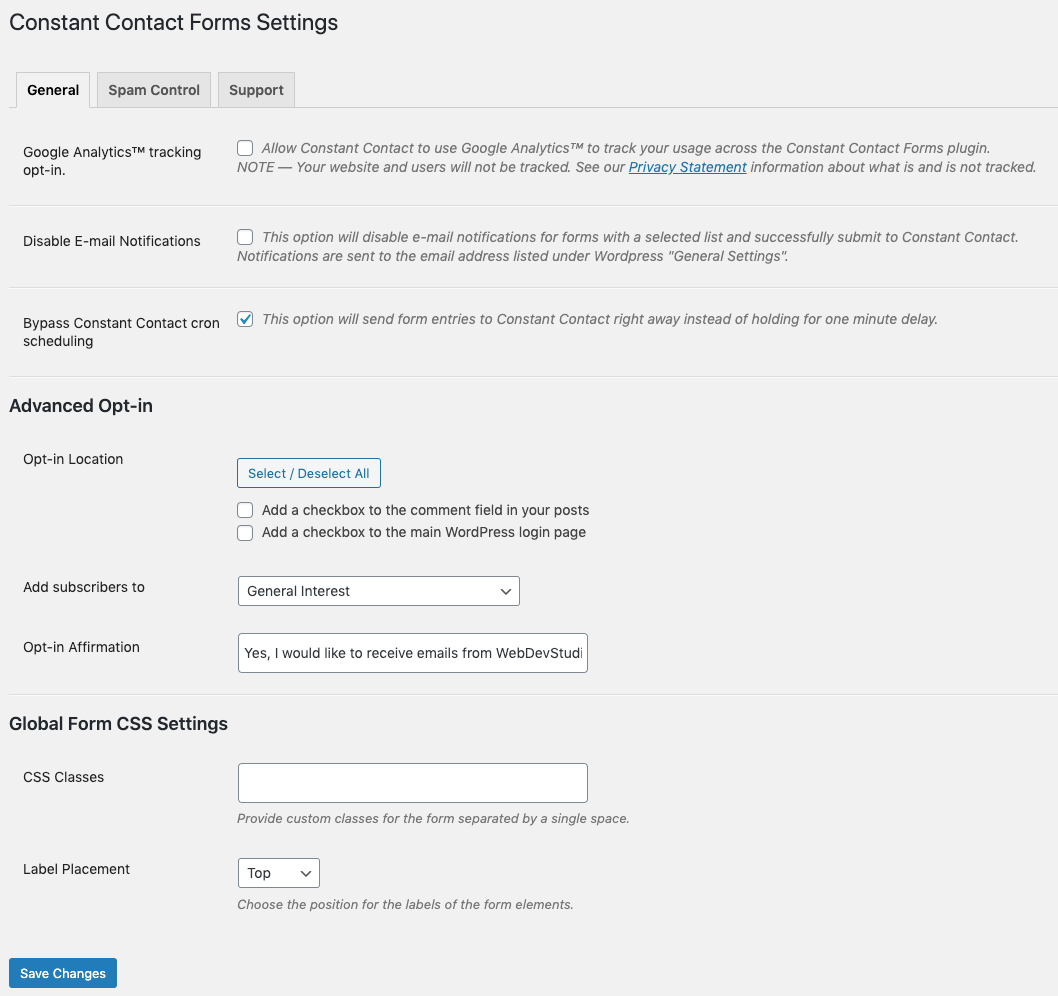 Constant Contact Forms Settings
General
Spam Control
Support
Google Analytics™ tracking
opt-in.
Allow Constant Contact to use Google Analytics™ to track your usage across the Constant Contact Forms plugin.
NOTE — Your website and users will not be tracked. See our Privacy Statement information about what is and is not tracked.
Disable E-mail Notifications
This option will disable e-mail notifications for forms with a selected list and successfully submit to Constant Contact.
Notifications are sent to the email address listed under Wordpress "General Settings".
Bypass Constant Contact cron
scheduling
This option will send form entries to Constant Contact right away instead of holding for one minute delay.
Advanced Opt-in
Opt-in Location
Select / Deselect All
Add a checkbox to the comment field in your posts
Add a checkbox to the main WordPress login page
Add subscribers to
General Interest
Opt-in Affirmation
Yes, I would like to receive emails from WebDevStudi
Global Form CSS Settings
CSS Classes
Provide custom classes for the form separated by a single space.
Label Placement
Top
Choose the position for the labels of the form elements.
Save Changes